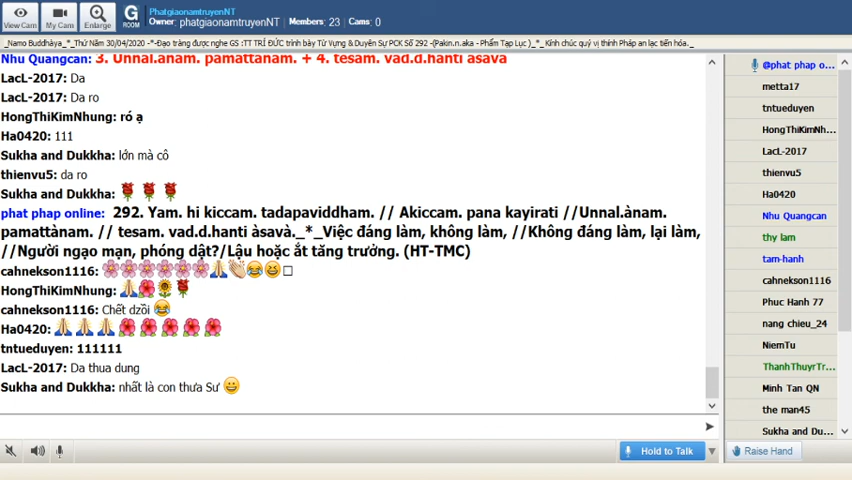 View Cam
My Cam
Enlarge
G
ROOM
PhatgiaonamtruyenNT
Owner: phatgiaonamtruyenNT | Members: 23 | Cams: 0
_Namo Buddhàya_*_Thứ Năm 30/04/2020 -*-Đạo tràng được nghe GS :TT TRÍ ĐỨC trình bày Từ Vựng & Duyên Sự PCK Số 292 -(Pakin.n.aka - Phẩm Tạp Lục )_*_ Kính chúc quý vị thính Pháp an lạc tiến hóa._
Nhu Quangcan: 3. Unnal.anam. pamattanam. + 4. tesam. vad.d.hanti asava
LacL-2017: Da
LacL-2017: Da ro
HongThiKimNhung: ró ạ
Ha0420: 111
Sukha and Dukkha: lớn mà cô
thienvu5: da ro
Sukha and Dukkha: 🌹 🌹 🌹
phat phap online: 292. Yam. hi kiccam. tadapaviddham. // Akiccam. pana kayirati //Unnal.ànam.
pamattànam. // tesam. vad.d.hanti àsavà._*_Việc đáng làm, không làm, //Không đáng làm, lại làm,
//Người ngạo mạn, phóng dật?/Lậu hoặc ắt tăng trưởng. (HT-TMC)
cahnekson1116: 🌸🌸🌸🌸🌸🌸🙏👏😂😆□
HongThiKimNhung: 🙏🌺🌻🌹
cahnekson1116: Chết dzồi 😂
Ha0420: 🙏 🙏 🙏 🌺 🌺 🌺 🌺 🌺
tntueduyen: 111111
LacL-2017: Da thua dung
Sukha and Dukkha: nhất là con thưa Sư 😀
@phat phap o...
metta17
tntueduyen
HongThiKimNh...
LacL-2017
thienvu5
Ha0420
Nhu Quangcan
thy lam
tam-hanh
cahnekson1116
Phuc Hanh 77
nang chieu_24
NiemTu
ThanhThuyrTr...
Minh Tan QN
the man45
Sukha and Du...
Hold to Talk
Raise Hand